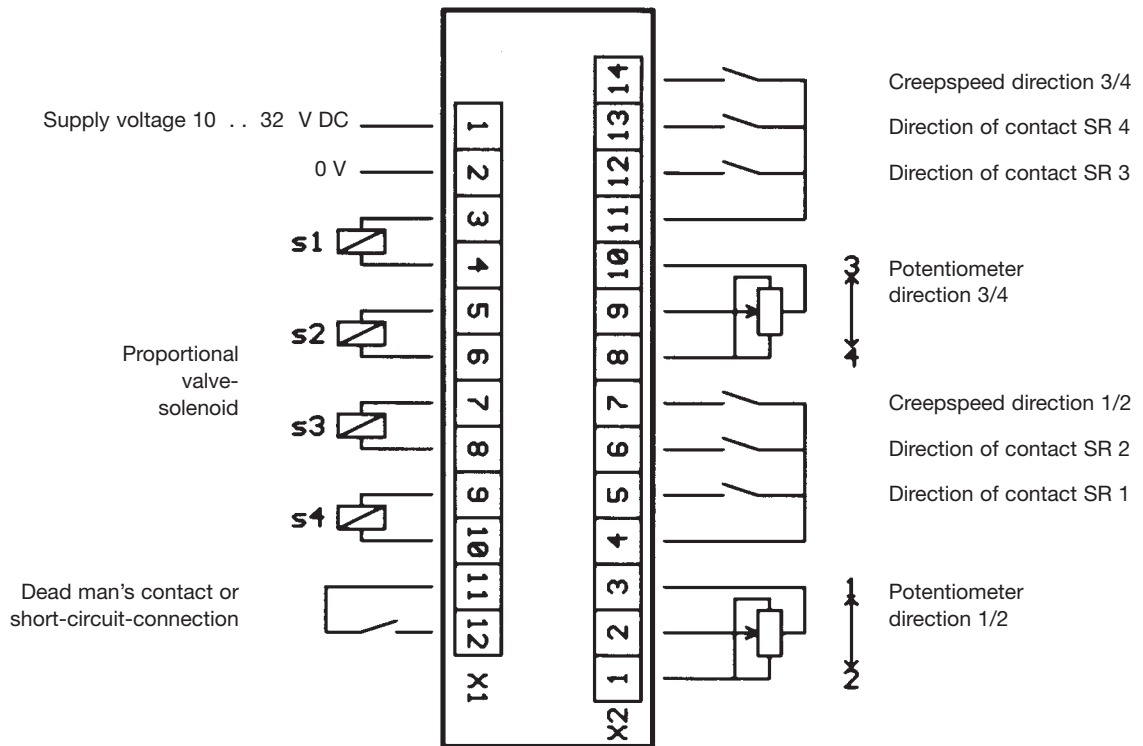 Supply voltage 10 . . 32 V DC
0 V
s1
s2
Proportional
valve-
solenoid
s3
s4
Dead man's contact or
short-circuit-connection
1
2
3
4
5
6
7
8
9
10
11
12
X1
14
13
12
11
10
9
8
7
6
5
4
3
2
1
X2
Creepspeed direction 3/4
Direction of contact SR 4
Direction of contact SR 3
3
4
Potentiometer
direction 3/4
Creepspeed direction 1/2
Direction of contact SR 2
Direction of contact SR 1
1
2
Potentiometer
direction 1/2